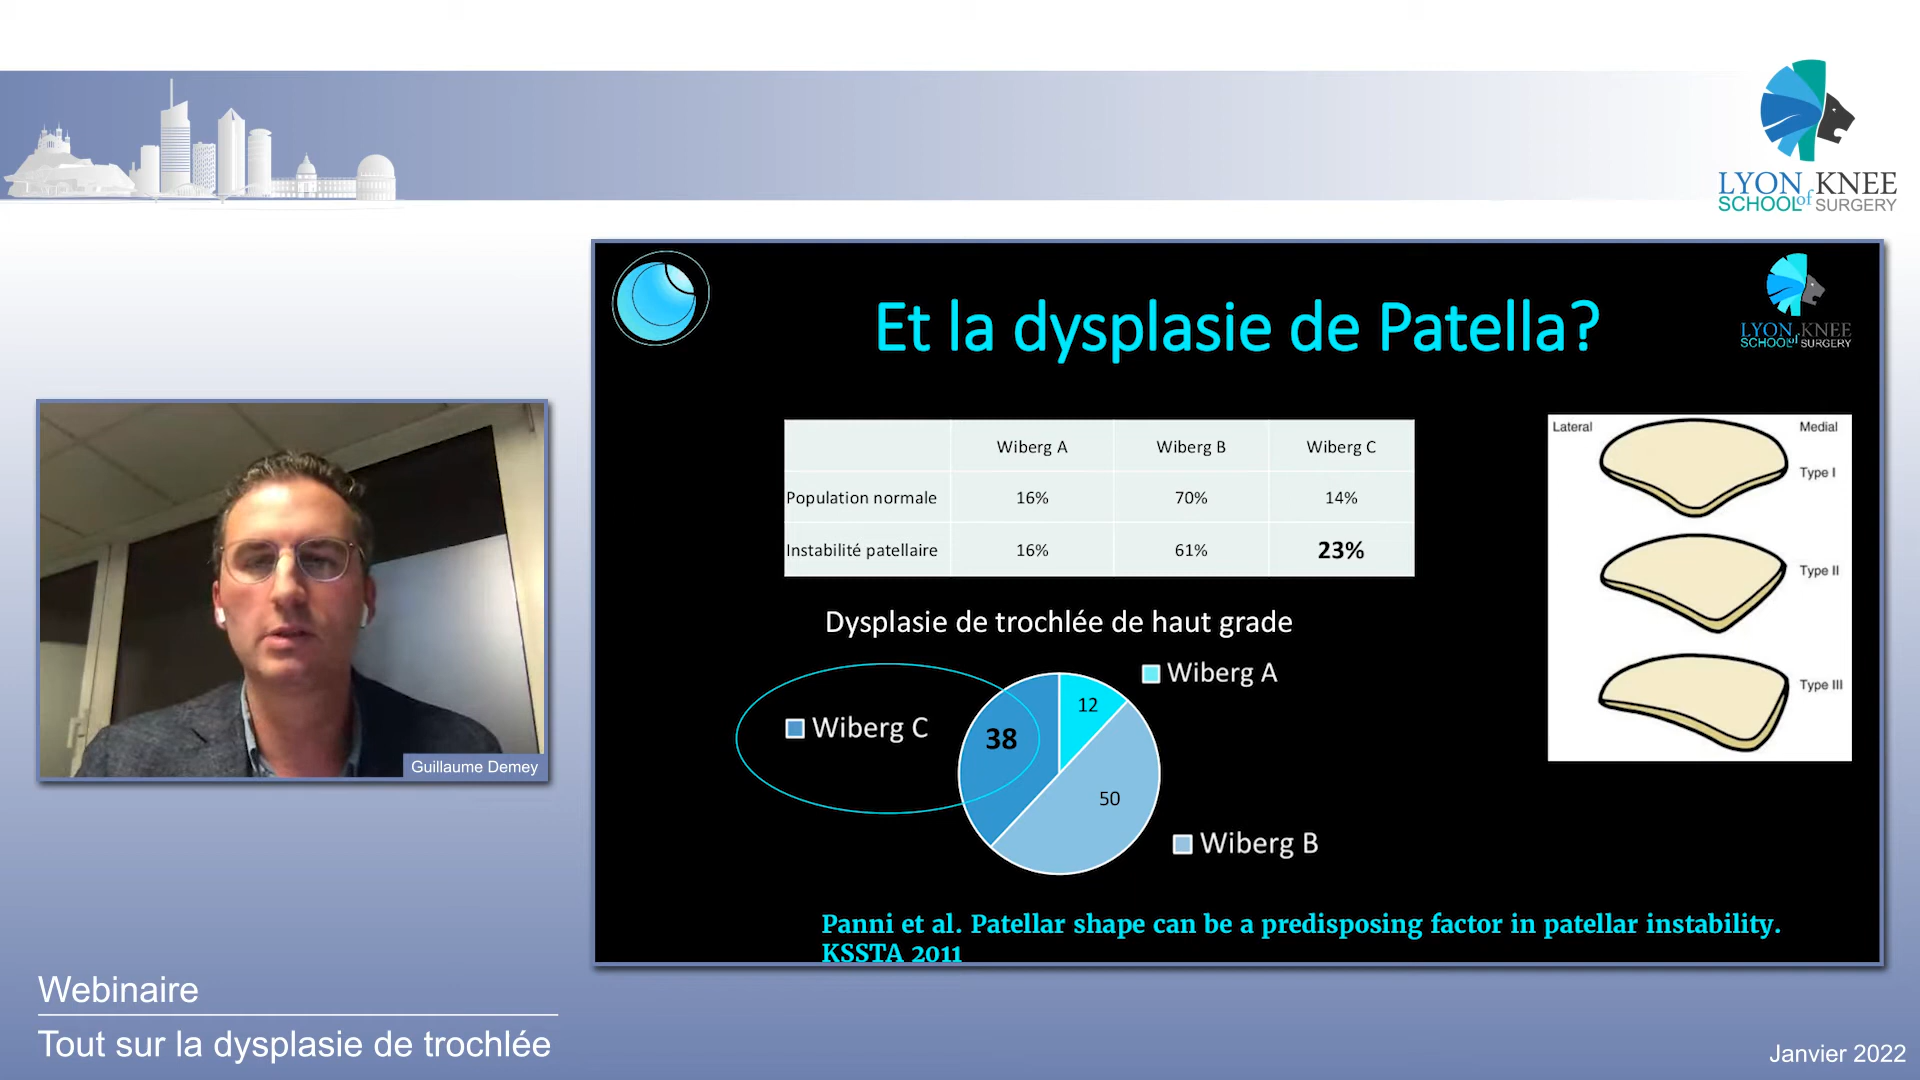 LYON of KNEE
SCHOOL SURGERY
Et la dysplasie de Patella?
LYON of KNEE
SCHOOL SURGERY
Wiberg A Wiberg B Wiberg C
Population normale 16% 70% 14%
Instabilité patellaire 16% 61% 23%
Lateral Medial
Type I
Type II
Type III
Dysplasie de trochlée de haut grade
Wiberg A
12
Wiberg C
38
50
Wiberg B
Panni et al. Patellar shape can be a predisposing factor in patellar instability.
KSSTA 2011
Guillaume Demey
Webinaire
Tout sur la dysplasie de trochlée
Janvier 2022